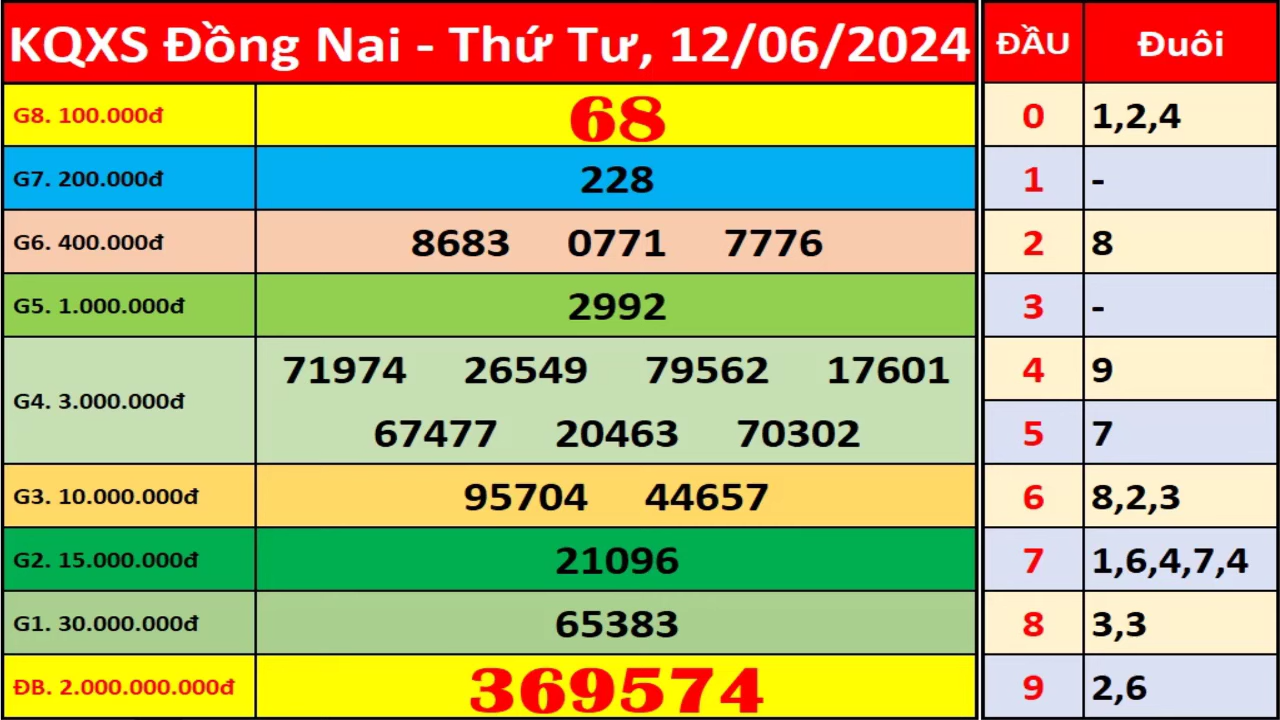 KQXS Đồng Nai - Thứ Tư, 12/06/2024 ĐẦU Đuôi
G8. 100.000đ 68 0 1,2,4
G7. 200.000đ 228 1 -
G6. 400.000đ 8683 0771 7776 2 8
G5. 1.000.000đ 2992 3 -
G4. 3.000.000đ 71974 26549 79562 17601 4 9
67477 20463 70302 5 7
G3. 10.000.000đ 95704 44657 6 8,2,3
G2. 15.000.000đ 21096 7 1,6,4,7,4
G1. 30.000.000đ 65383 8 3,3
ĐB. 2.000.000.000đ 369574 9 2,6